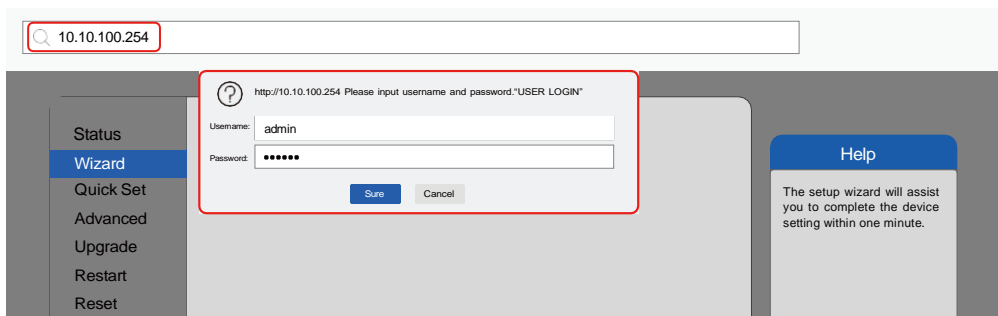 10.10.100.254
http://10.10.100.254 Please input username and password."USER LOGIN"
Username: admin
Password: ••••••
Sure Cancel
Status
Wizard
Quick Set
Advanced
Upgrade
Restart
Reset
Help
The setup wizard will assist
you to complete the device
setting within one minute.